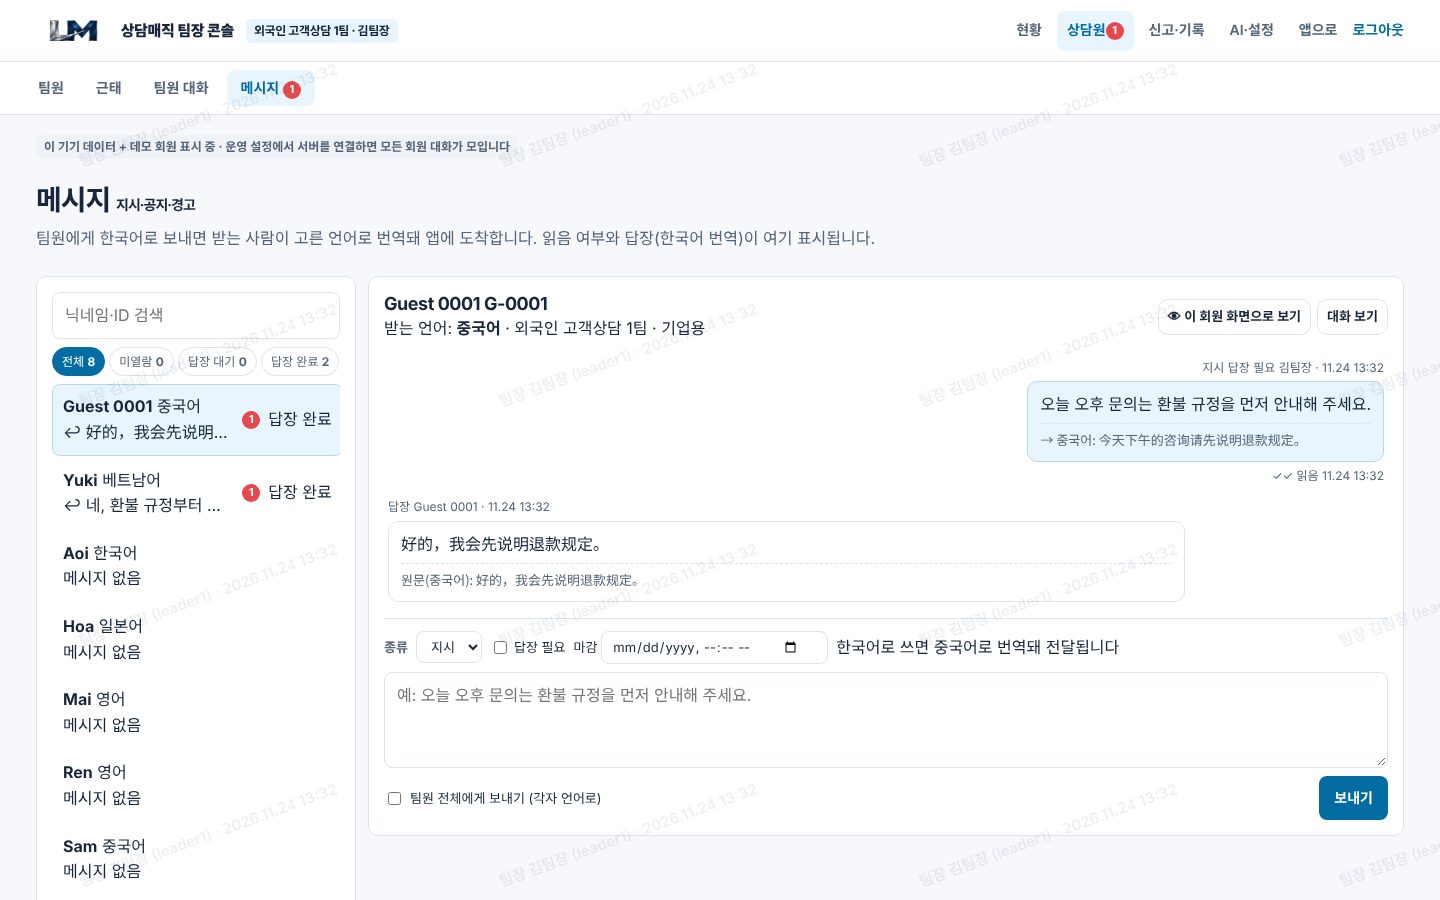 LM 상담매직 팀장 콘솔 외국인 고객상담 1팀 · 김팀장 현황 상담원 1 신고·기록 AI·설정 앱으로 로그아웃
팀원 근태 팀원 대화 메시지 1
이 기기 데이터 + 데모 회원 표시 중 · 운영 설정에서 서버를 연결하면 모든 회원 대화가 모입니다
메시지 지시·공지·경고
팀원에게 한국어로 보내면 받는 사람이 고른 언어로 번역돼 앱에 도착합니다. 읽음 여부와 답장(한국어 번역)이 여기 표시됩니다.
닉네임·ID 검색
전체 8 미열람 0 답장 대기 0 답장 완료 2
Guest 0001 중국어
↩ 好的，我会先说明... 1 답장 완료
Yuki 베트남어
↩ 네, 환불 규정부터 ... 1 답장 완료
Aoi 한국어
메시지 없음
Hoa 일본어
메시지 없음
Mai 영어
메시지 없음
Ren 영어
메시지 없음
Sam 중국어
메시지 없음
Guest 0001 G-0001
받는 언어: 중국어 · 외국인 고객상담 1팀 · 기업용
👁 이 회원 화면으로 보기 대화 보기
지시 답장 필요 김팀장 · 11.24 13:32
오늘 오후 문의는 환불 규정을 먼저 안내해 주세요.
→ 중국어: 今天下午的咨询请先说明退款规定。
✓✓ 읽음 11.24 13:32
답장 Guest 0001 · 11.24 13:32
好的，我会先说明退款规定。
원문(중국어): 好的，我会先说明退款规定。
종류 지시 답장 필요 마감 mm/dd/yyyy, --:-- -- 한국어로 쓰면 중국어로 번역돼 전달됩니다
예: 오늘 오후 문의는 환불 규정을 먼저 안내해 주세요.
팀원 전체에게 보내기 (각자 언어로) 보내기
팀장 김팀장 (leader1) · 2026.11.24 13:32